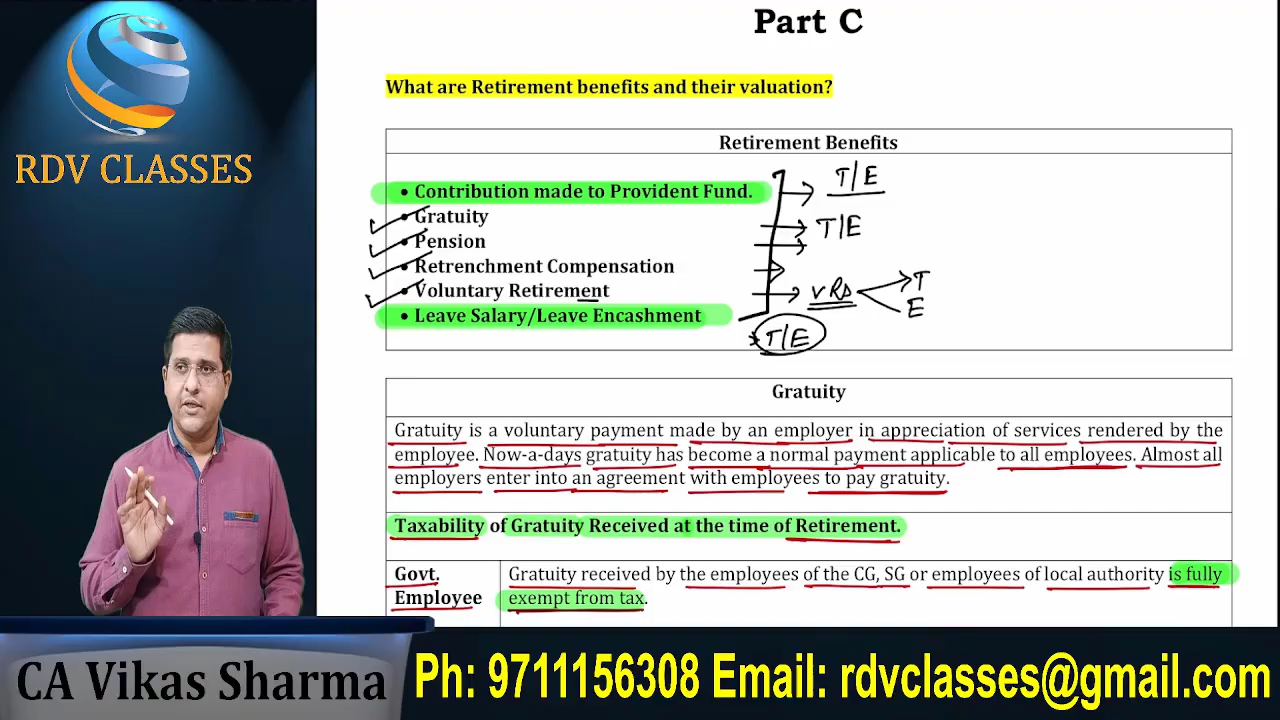 Part C
RDV CLASSES
What are Retirement benefits and their valuation?
Retirement Benefits
• Contribution made to Provident Fund.
T/E
• Gratuity
T/E
• Pension
• Retrenchment Compensation
• Voluntary Retirement
VRS
T
E
• Leave Salary/Leave Encashment
T/E
Gratuity
Gratuity is a voluntary payment made by an employer in appreciation of services rendered by the
employee. Now-a-days gratuity has become a normal payment applicable to all employees. Almost all
employers enter into an agreement with employees to pay gratuity.
Taxability of Gratuity Received at the time of Retirement.
Govt.
Employee
Gratuity received by the employees of the CG, SG or employees of local authority is fully
exempt from tax.
CA Vikas Sharma
Ph: 9711156308 Email: rdvclasses@gmail.com